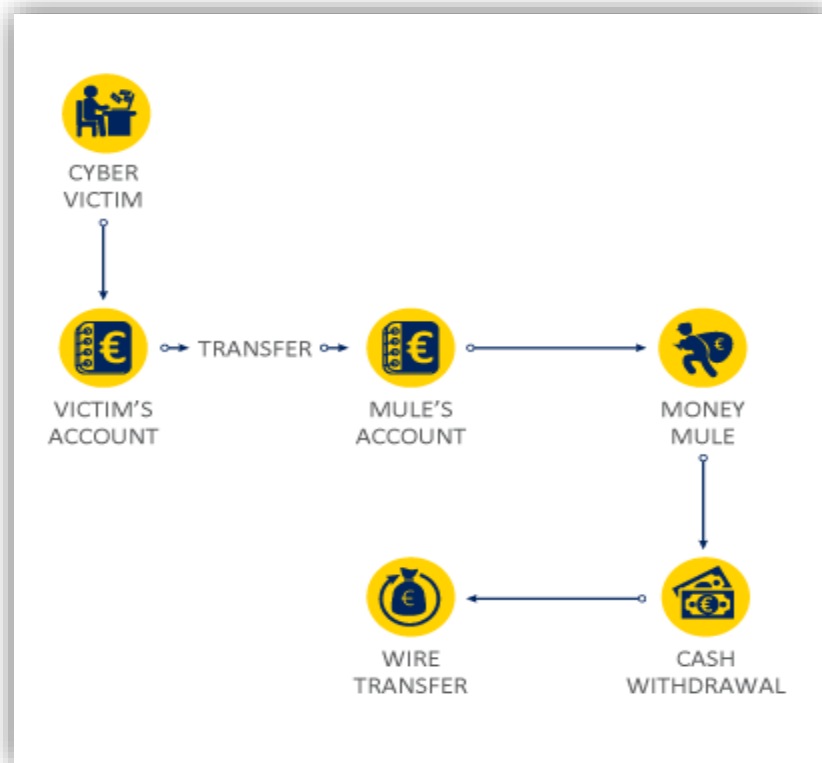 CYBER
VICTIM
TRANSFER
VICTIM'S
ACCOUNT
MULE'S
ACCOUNT
MONEY
MULE
WIRE
TRANSFER
CASH
WITHDRAWAL